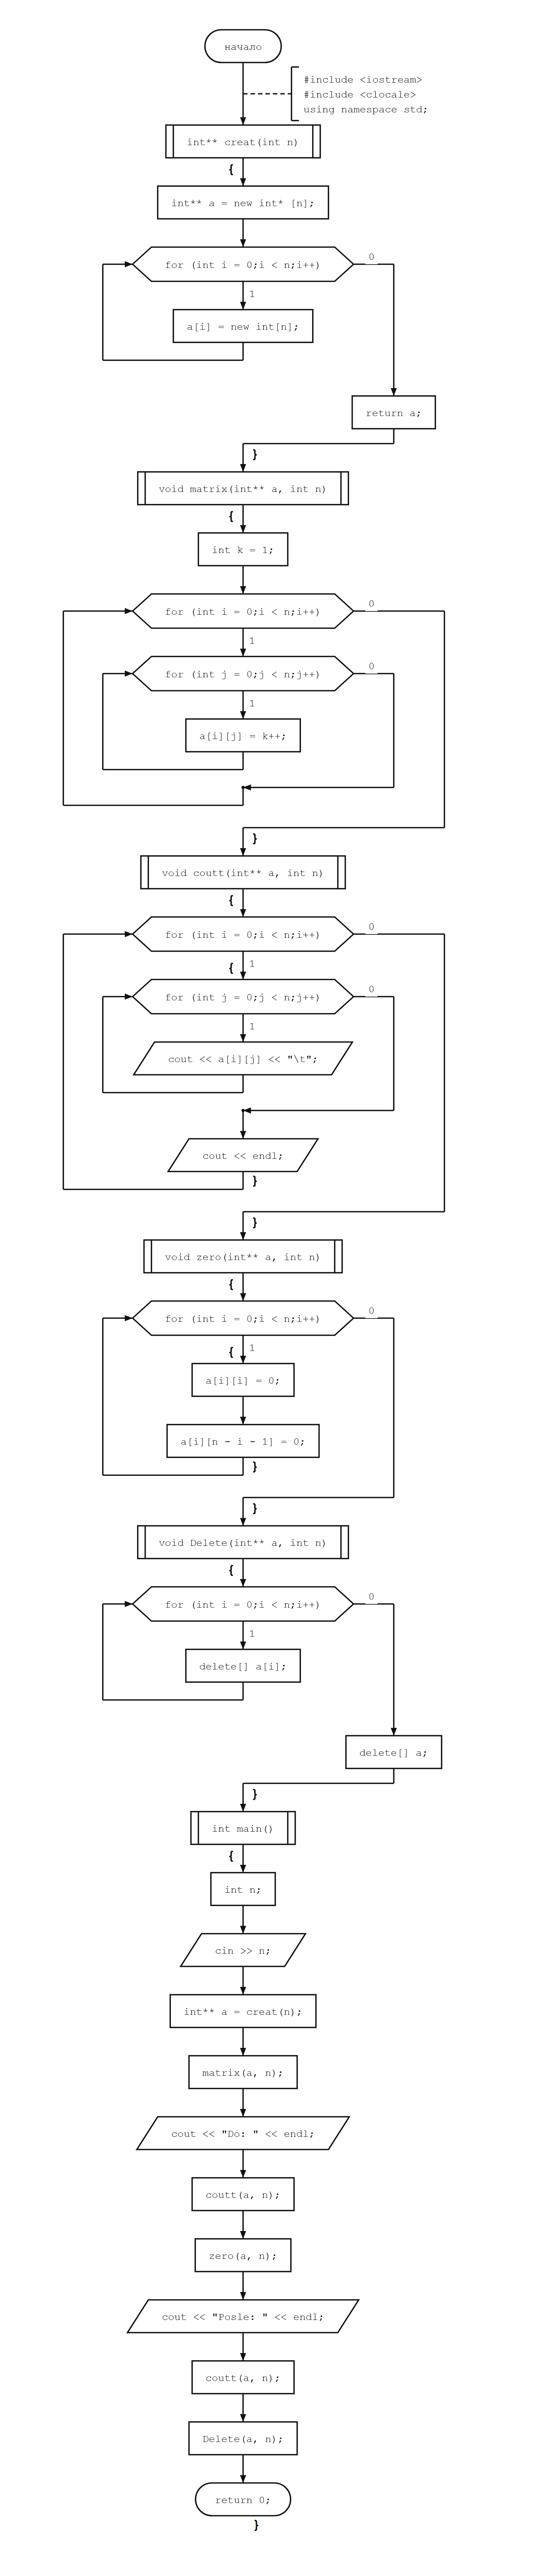 начало
#include <iostream>
#include <clocale>
using namespace std;
int** creat(int n)
{
int** a = new int* [n];
for (int i = 0;i < n;i++)
0
1
a[i] = new int[n];
return a;
}
void matrix(int** a, int n)
{
int k = 1;
for (int i = 0;i < n;i++)
0
1
for (int j = 0;j < n;j++)
0
1
a[i][j] = k++;
}
void coutt(int** a, int n)
{
for (int i = 0;i < n;i++)
0
{ 1
for (int j = 0;j < n;j++)
0
1
cout << a[i][j] << "\t";
cout << endl;
}
}
void zero(int** a, int n)
{
for (int i = 0;i < n;i++)
0
{ 1
a[i][i] = 0;
a[i][n - i - 1] = 0;
}
}
void Delete(int** a, int n)
{
for (int i = 0;i < n;i++)
0
1
delete[] a[i];
delete[] a;
}
int main()
{
int n;
cin >> n;
int** a = creat(n);
matrix(a, n);
cout << "Do: " << endl;
coutt(a, n);
zero(a, n);
cout << "Posle: " << endl;
coutt(a, n);
Delete(a, n);
return 0;
}